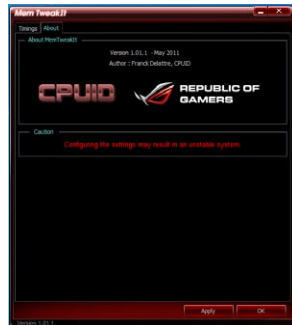 Mem TweakIt
Timings About
About MemTweakIt
Version 1.01.1 - May 2011
Author : Franck Delattre, CPUID
CPUID
REPUBLIC OF
GAMERS
Caution
Configuring the settings may result in an unstable system
Apply OK
Version 1.01.1